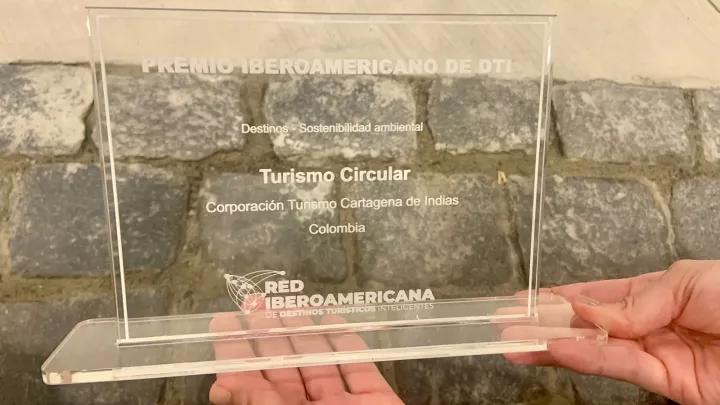 PREMIO IBEROAMERICANO DE DTI
Destinos - Sostenibilidad ambiental
Turismo Circular
Corporación Turismo Cartagena de Indias
Colombia
RED
IBEROAMERICANA
DE DESTINOS TURÍSTICOS INTELIGENTES